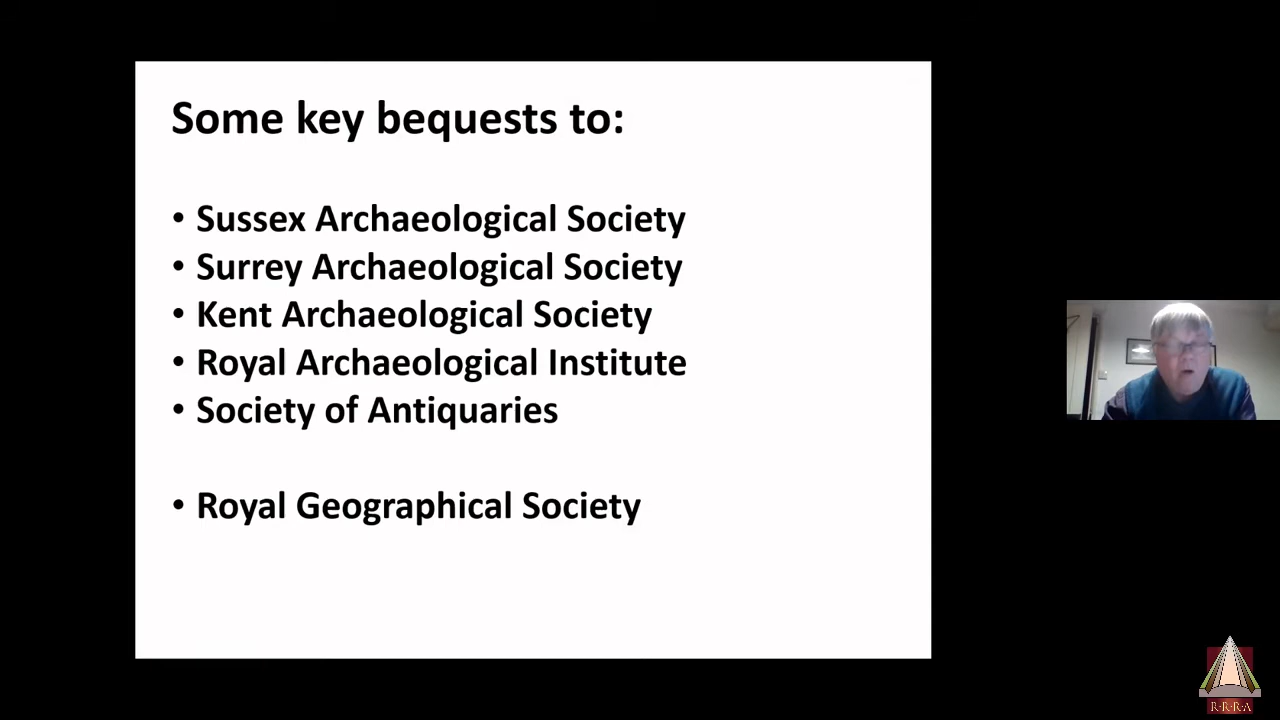 Some key bequests to:
• Sussex Archaeological Society
• Surrey Archaeological Society
• Kent Archaeological Society
• Royal Archaeological Institute
• Society of Antiquaries
• Royal Geographical Society
R·R·R·A